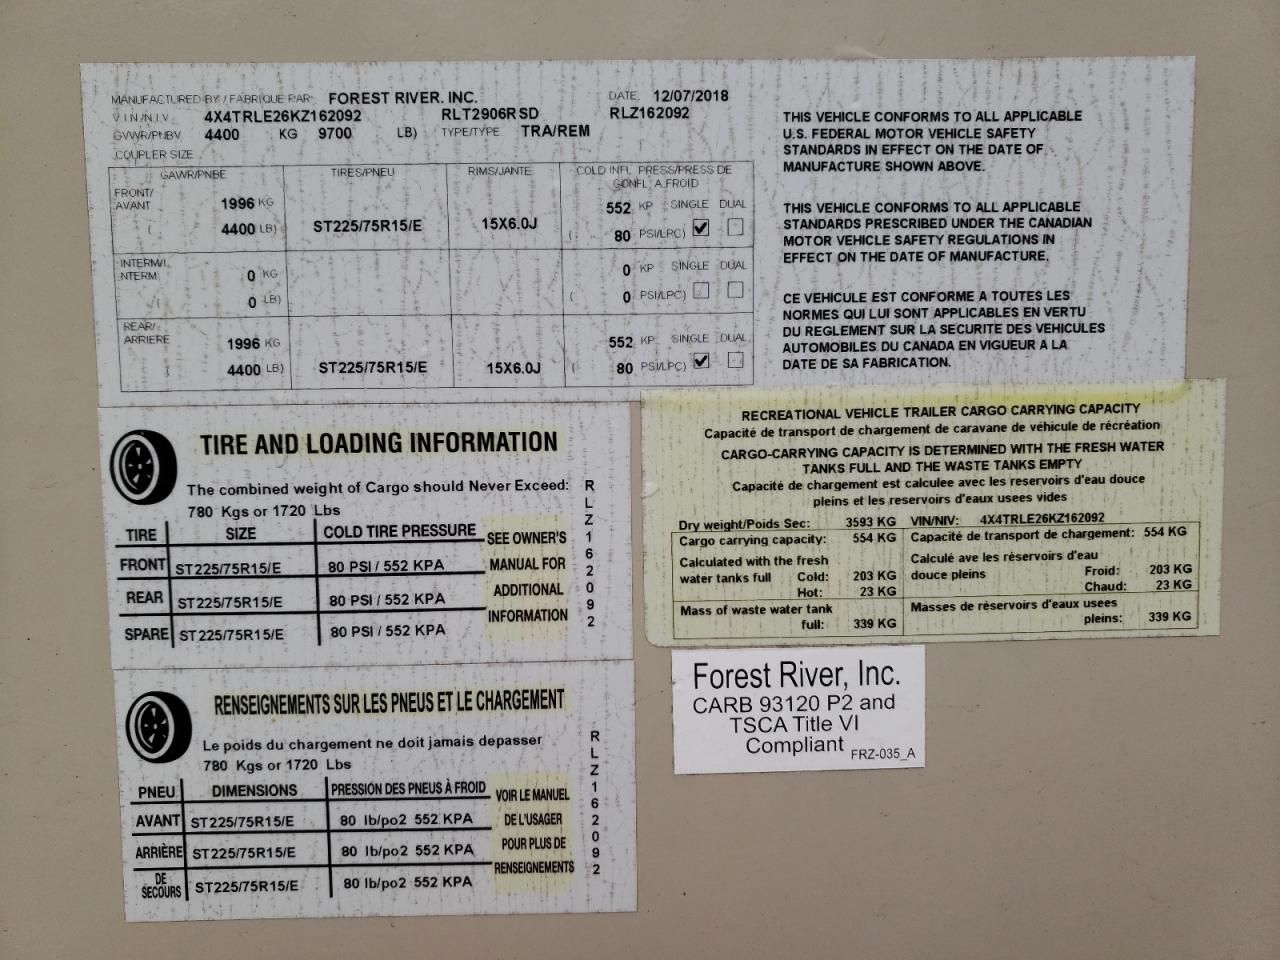 MANUFACTURED BY / FABRIQUE PAR: FOREST RIVER. INC. DATE. 12/07/2018
V I N / N I V 4X4TRLE26KZ162092 RLT2906RSD RLZ162092
GVWR/PNBV 4400 KG 9700 LB) TYPE/TYPE TRA/REM
COUPLER SIZE
GAWR/PNBE TIRES/PNEU RIMS/JANTE COLD INFL PRESS/PRESS DE
GONFL A FROID
FRONT/
AVANT 1996 KG 552 KP SINGLE DUAL
( 4400 LB) ST225/75R15/E 15X6.0J ( 80 PSI/LPC)
INTERM/I
NTERM 0 KG 0 KP SINGLE DUAL
( 0 LB) ( 0 PSI/LPC)
REAR/
ARRIERE 1996 KG 552 KP SINGLE DUAL
( 4400 LB) ST225/75R15/E 15X6.0J ( 80 PSI/LPC)
THIS VEHICLE CONFORMS TO ALL APPLICABLE
U.S. FEDERAL MOTOR VEHICLE SAFETY
STANDARDS IN EFFECT ON THE DATE OF
MANUFACTURE SHOWN ABOVE.
THIS VEHICLE CONFORMS TO ALL APPLICABLE
STANDARDS PRESCRIBED UNDER THE CANADIAN
MOTOR VEHICLE SAFETY REGULATIONS IN
EFFECT ON THE DATE OF MANUFACTURE.
CE VEHICULE EST CONFORME A TOUTES LES
NORMES QUI LUI SONT APPLICABLES EN VERTU
DU REGLEMENT SUR LA SECURITE DES VEHICULES
AUTOMOBILES DU CANADA EN VIGUEUR A LA
DATE DE SA FABRICATION.
TIRE AND LOADING INFORMATION
The combined weight of Cargo should Never Exceed:
780 Kgs or 1720 Lbs
TIRE SIZE COLD TIRE PRESSURE
FRONT ST225/75R15/E 80 PSI / 552 KPA
REAR ST225/75R15/E 80 PSI / 552 KPA
SPARE ST225/75R15/E 80 PSI / 552 KPA
SEE OWNER'S
MANUAL FOR
ADDITIONAL
INFORMATION
RLZ162092
RECREATIONAL VEHICLE TRAILER CARGO CARRYING CAPACITY
Capacité de transport de chargement de caravane de véhicule de récréation
CARGO-CARRYING CAPACITY IS DETERMINED WITH THE FRESH WATER
TANKS FULL AND THE WASTE TANKS EMPTY
Capacité de chargement est calculee avec les reservoirs d'eau douce
pleins et les reservoirs d'eaux usees vides
Dry weight/Poids Sec: 3593 KG VIN/NIV: 4X4TRLE26KZ162092
Cargo carrying capacity: 554 KG Capacité de transport de chargement: 554 KG
Calculated with the fresh
water tanks full Cold: 203 KG
Hot: 23 KG
Calculé ave les réservoirs d'eau
douce pleins Froid: 203 KG
Chaud: 23 KG
Mass of waste water tank
full: 339 KG
Masses de réservoirs d'eaux usees
pleins: 339 KG
RENSEIGNEMENTS SUR LES PNEUS ET LE CHARGEMENT
Le poids du chargement ne doit jamais depasser
780 Kgs or 1720 Lbs
PNEU DIMENSIONS PRESSION DES PNEUS À FROID
AVANT ST225/75R15/E 80 lb/po2 552 KPA
ARRIÈRE ST225/75R15/E 80 lb/po2 552 KPA
DE
SECOURS ST225/75R15/E 80 lb/po2 552 KPA
VOIR LE MANUEL
DE L'USAGER
POUR PLUS DE
RENSEIGNEMENTS
RLZ162092
Forest River, Inc.
CARB 93120 P2 and
TSCA Title VI
Compliant FRZ-035_A